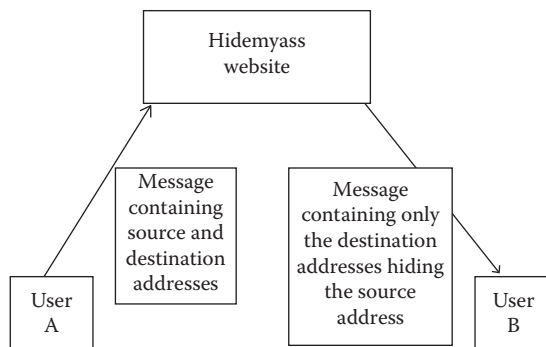 Hidemyass
website
Message
containing
source and
destination
addresses
Message
containing only
the destination
addresses hiding
the source
address
User
A
User
B